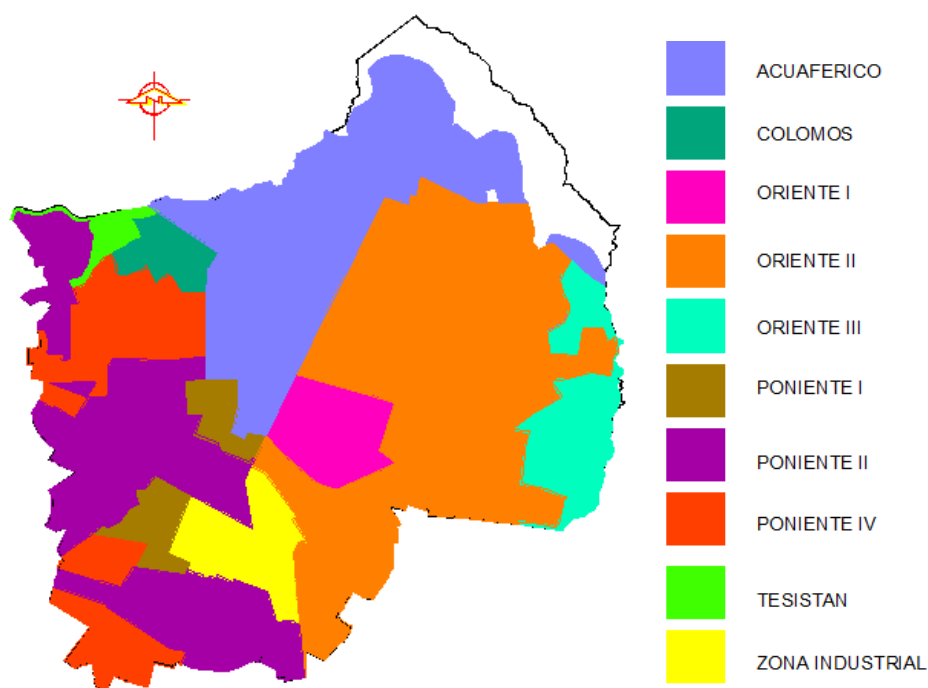 ACUAFERICO
COLOMOS
ORIENTE I
ORIENTE II
ORIENTE III
PONIENTE I
PONIENTE II
PONIENTE IV
TESISTAN
ZONA INDUSTRIAL